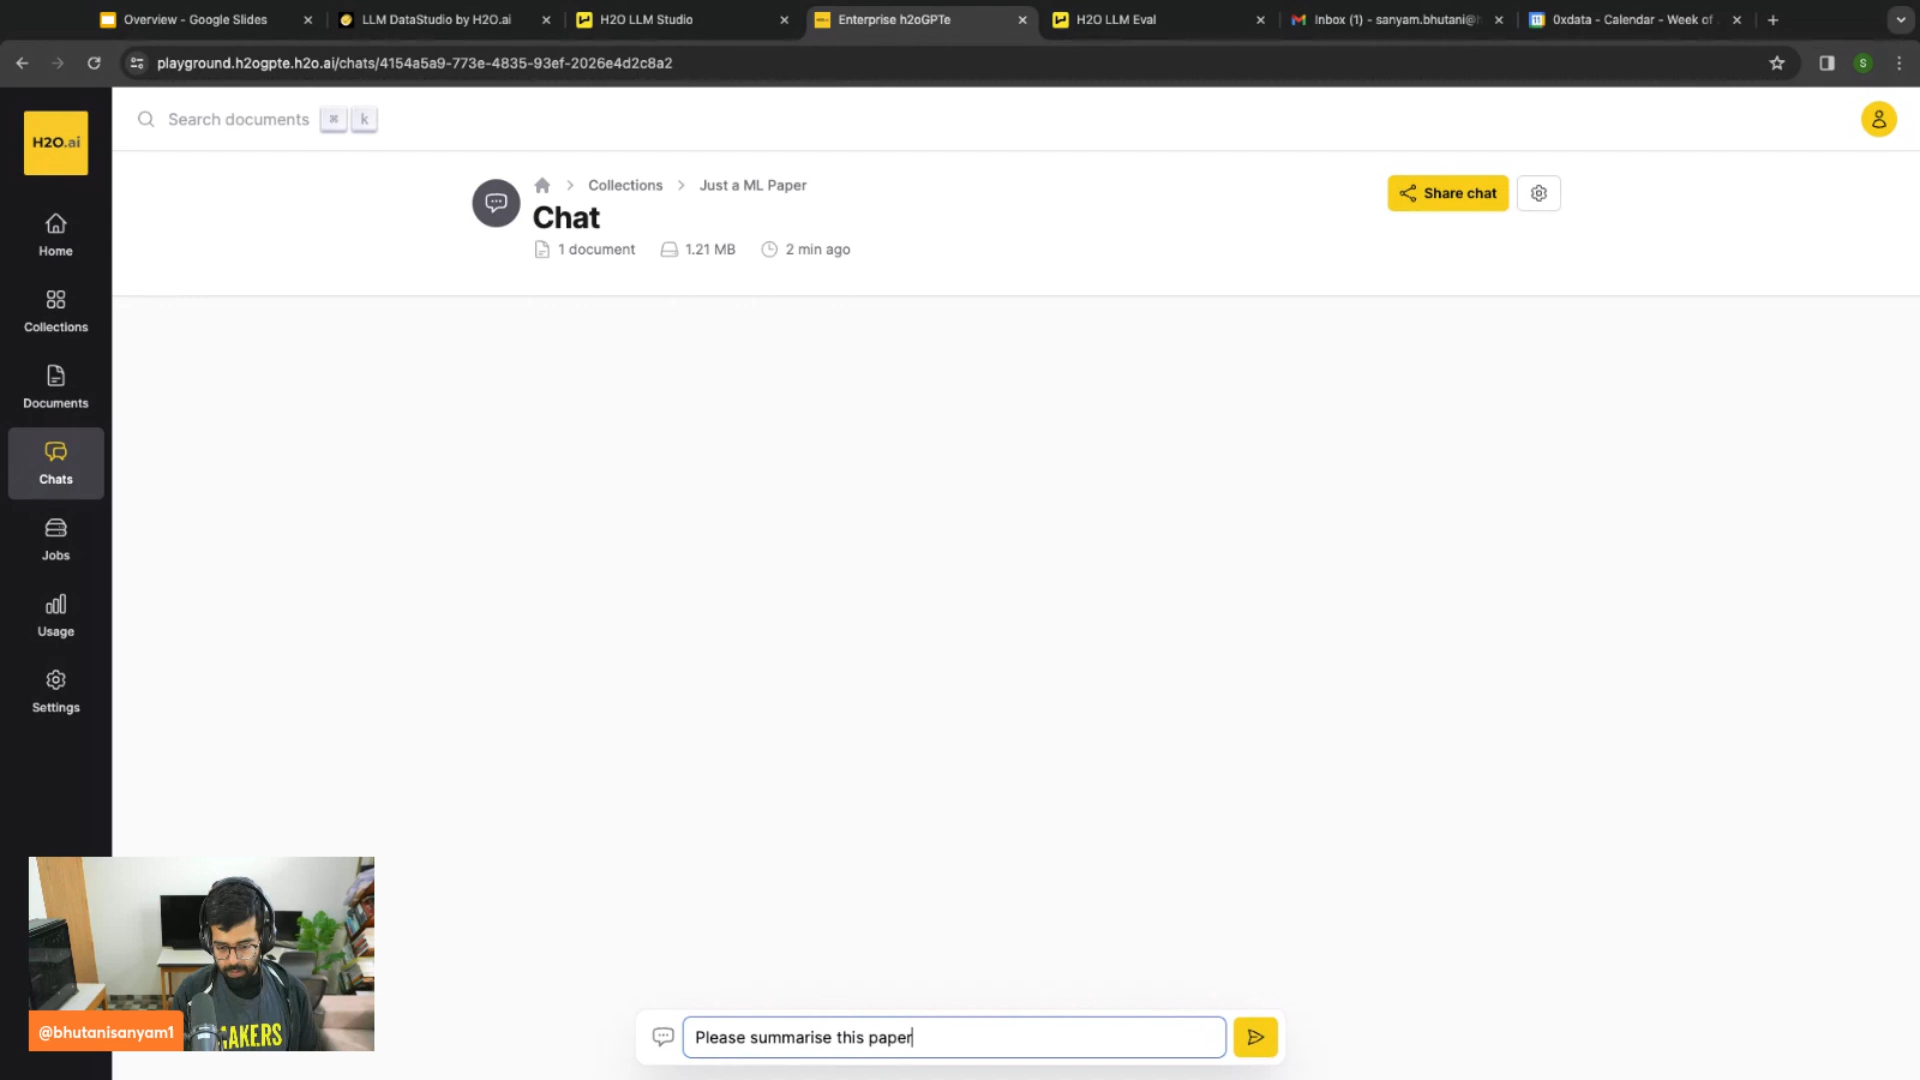 Overview - Google Slides
LLM DataStudio by H2O.ai
H2O LLM Studio
Enterprise h2oGPTe
H2O LLM Eval
Inbox (1) - sanyam.bhutani@
0xdata - Calendar - Week of
playground.h2ogpte.h2o.ai/chats/4154a5a9-773e-4835-93ef-2026e4d2c8a2
S
H2O.ai
Search documents
⌘ k
Collections
Just a ML Paper
Chat
Share chat
1 document
1.21 MB
2 min ago
Home
Collections
Documents
Chats
Jobs
Usage
Settings
@bhutanisanyam1
MAKERS
Please summarise this paper